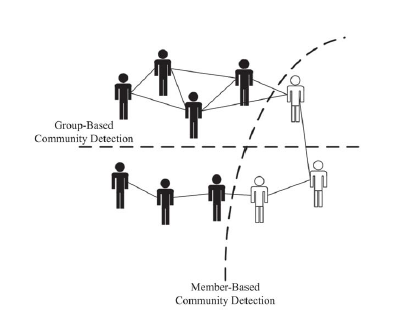 Group-Based
Community Detection
Member-Based
Community Detection